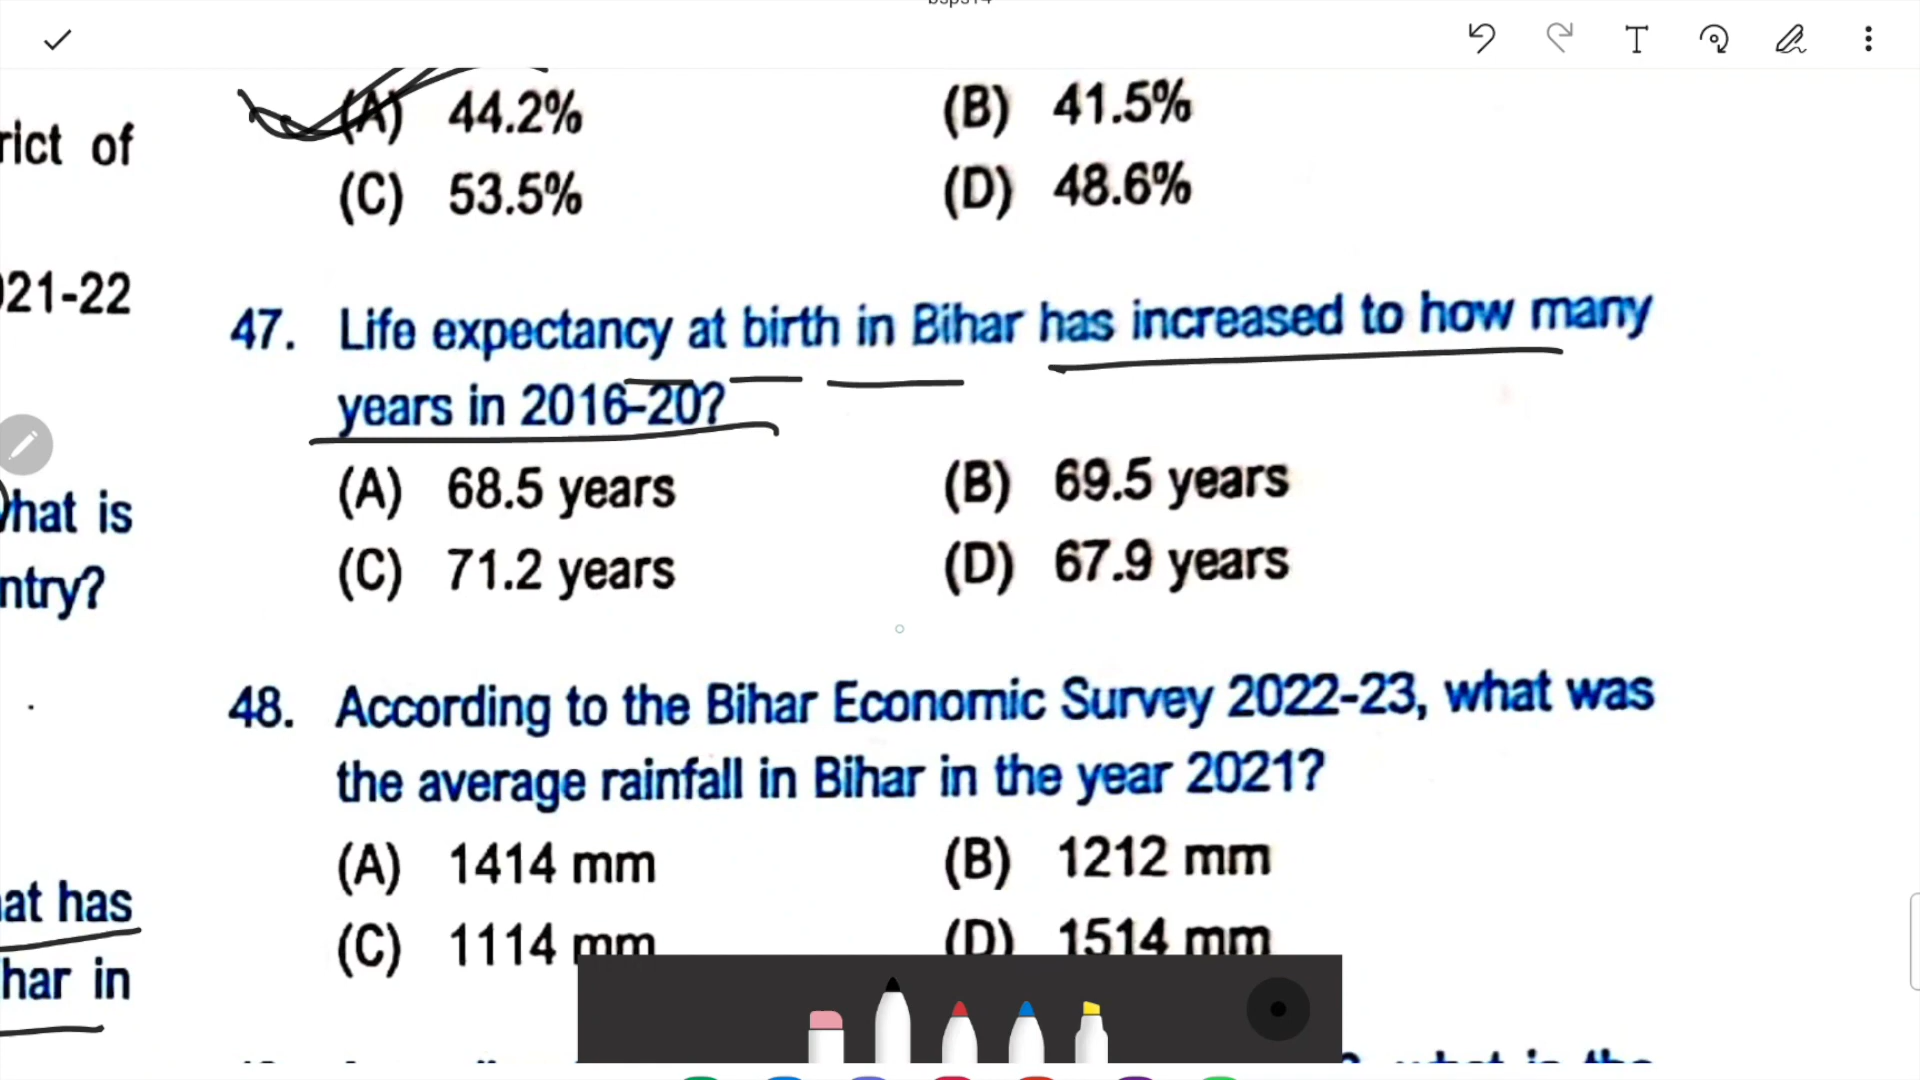 rict of
021-22
what is
ntry?
at has
har in
(A) 44.2% (B) 41.5%
(C) 53.5% (D) 48.6%
47. Life expectancy at birth in Bihar has increased to how many
years in 2016-20?
(A) 68.5 years (B) 69.5 years
(C) 71.2 years (D) 67.9 years
48. According to the Bihar Economic Survey 2022-23, what was
the average rainfall in Bihar in the year 2021?
(A) 1414 mm (B) 1212 mm
(C) 1114 mm (D) 1514 mm